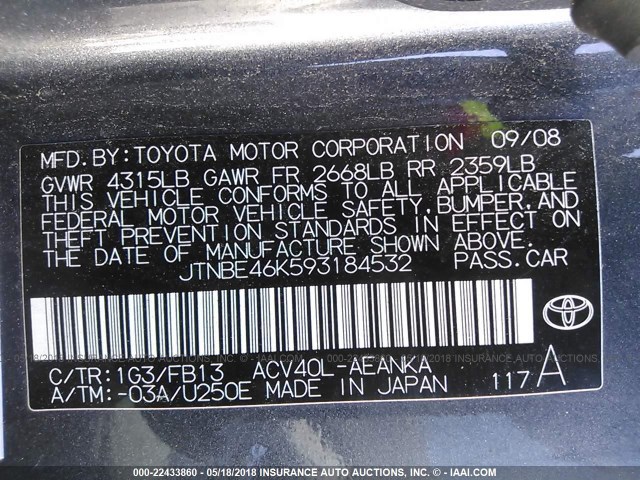 MFD.BY:TOYOTA MOTOR CORPORATION 09/08
GVWR 4315LB GAWR FR 2668LB RR 2359LB
THIS VEHICLE CONFORMS TO ALL APPLICABLE
FEDERAL MOTOR VEHICLE SAFETY, BUMPER, AND
THEFT PREVENTION STANDARDS IN EFFECT ON
THE DATE OF MANUFACTURE SHOWN ABOVE.
JTNBE46K593184532 PASS.CAR
C/TR:1G3/FB13 ACV40L-AEANKA
A/TM:-03A/U250E MADE IN JAPAN 117A
000-22433860 - 05/18/2018 - INSURANCE AUTO AUCTIONS - IAAI.COM